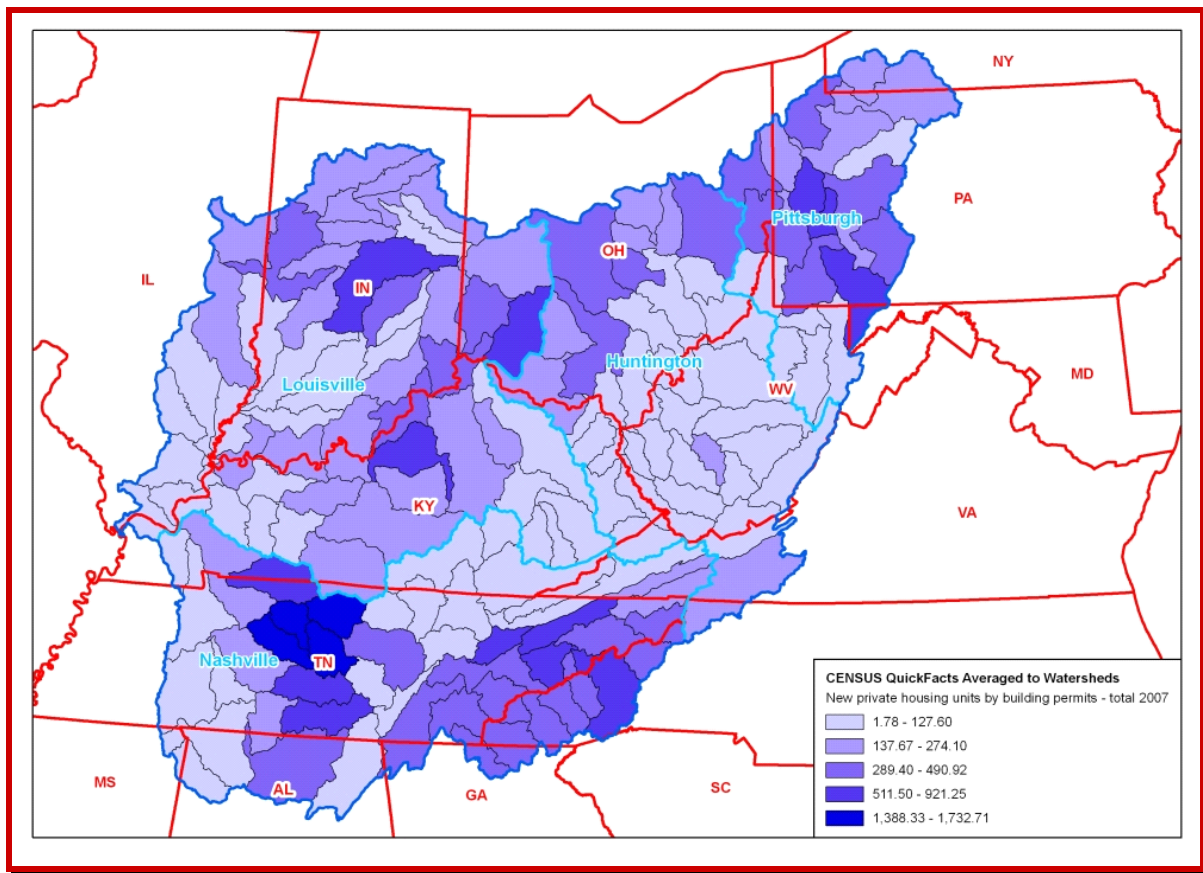 NY
PA
Pittsburgh
OH
IL
IN
MD
Huntington
Louisville
WV
KY
VA
Nashville
TN
MS
AL
GA
SC
CENSUS QuickFacts Averaged to Watersheds
New private housing units by building permits - total 2007
1.78 - 127.60
137.67 - 274.10
289.40 - 490.92
511.50 - 921.25
1,388.33 - 1,732.71